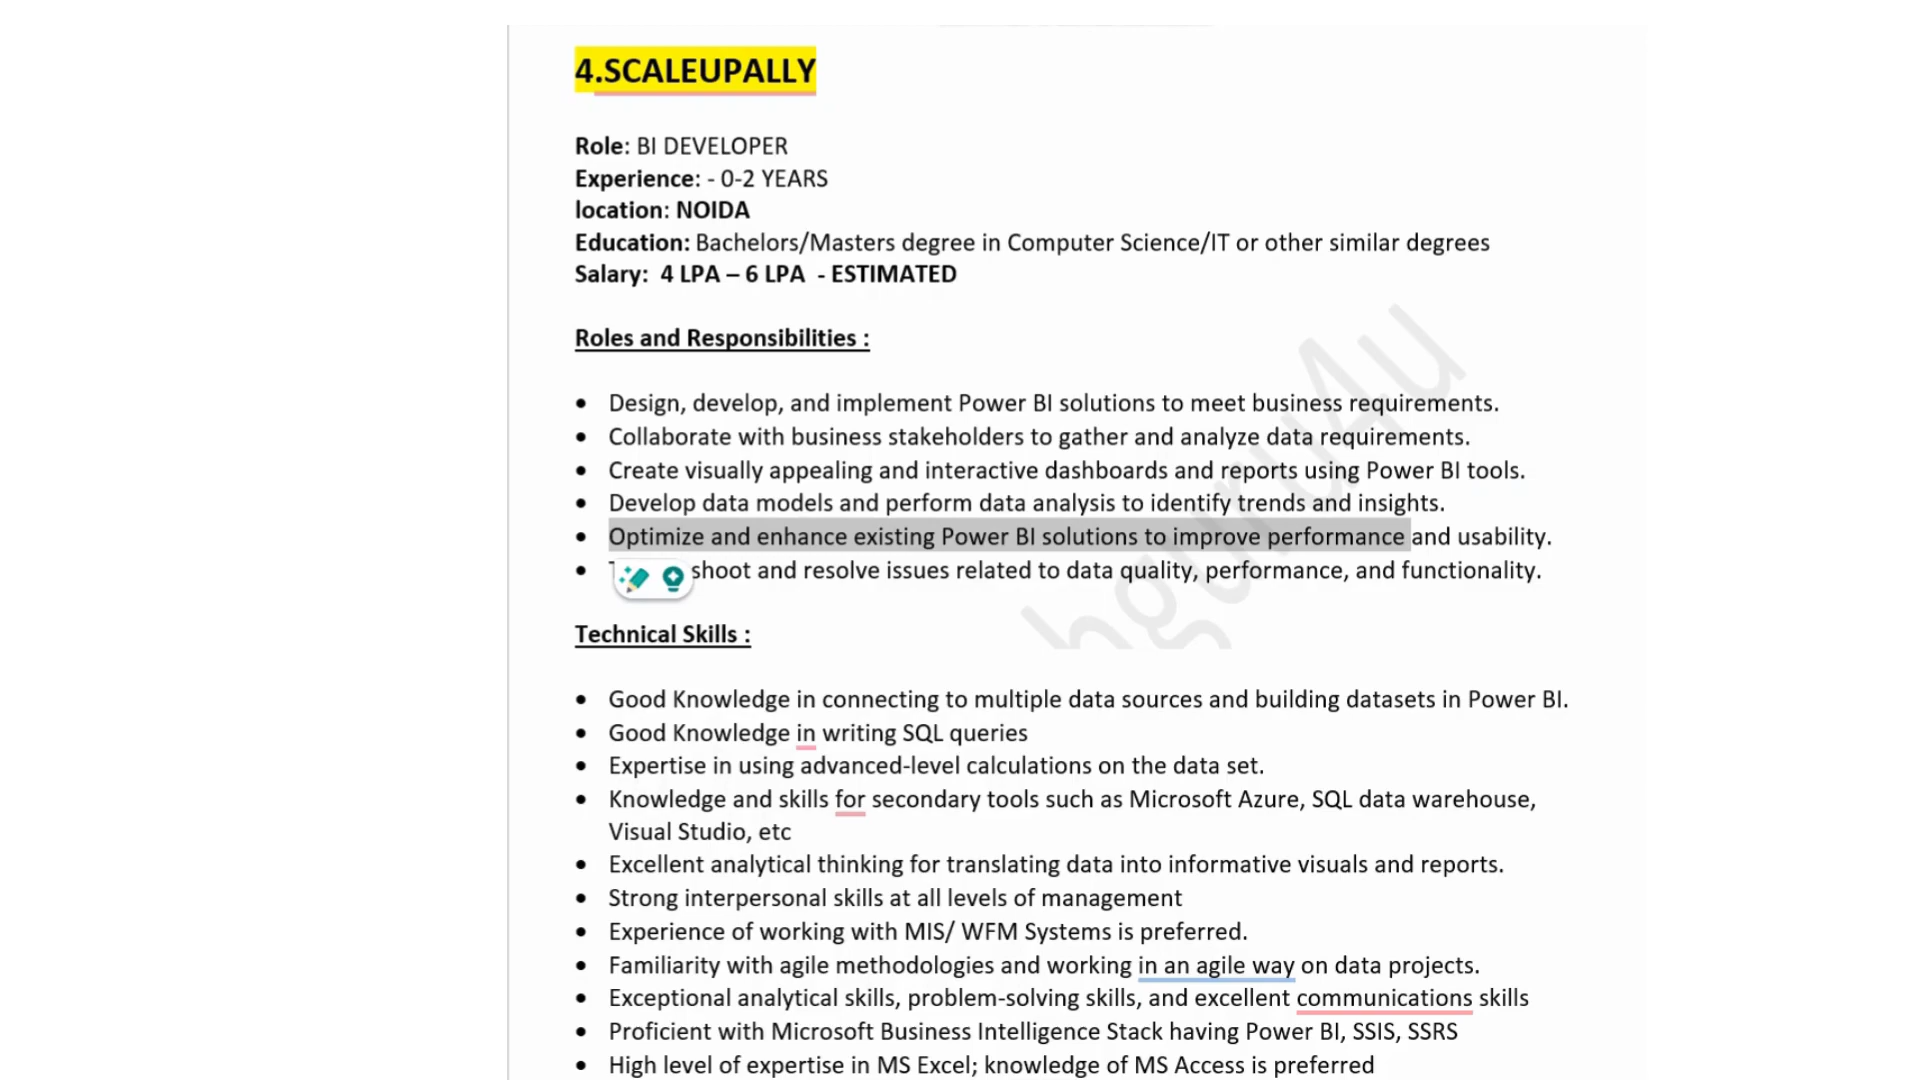 4.SCALEUPALLY
Role: BI DEVELOPER
Experience: - 0-2 YEARS
location: NOIDA
Education: Bachelors/Masters degree in Computer Science/IT or other similar degrees
Salary: 4 LPA – 6 LPA - ESTIMATED
Roles and Responsibilities :
• Design, develop, and implement Power BI solutions to meet business requirements.
• Collaborate with business stakeholders to gather and analyze data requirements.
• Create visually appealing and interactive dashboards and reports using Power BI tools.
• Develop data models and perform data analysis to identify trends and insights.
• Optimize and enhance existing Power BI solutions to improve performance and usability.
• shoot and resolve issues related to data quality, performance, and functionality.
hguru4u
Technical Skills :
• Good Knowledge in connecting to multiple data sources and building datasets in Power BI.
• Good Knowledge in writing SQL queries
• Expertise in using advanced-level calculations on the data set.
• Knowledge and skills for secondary tools such as Microsoft Azure, SQL data warehouse,
Visual Studio, etc
• Excellent analytical thinking for translating data into informative visuals and reports.
• Strong interpersonal skills at all levels of management
• Experience of working with MIS/ WFM Systems is preferred.
• Familiarity with agile methodologies and working in an agile way on data projects.
• Exceptional analytical skills, problem-solving skills, and excellent communications skills
• Proficient with Microsoft Business Intelligence Stack having Power BI, SSIS, SSRS
• High level of expertise in MS Excel; knowledge of MS Access is preferred